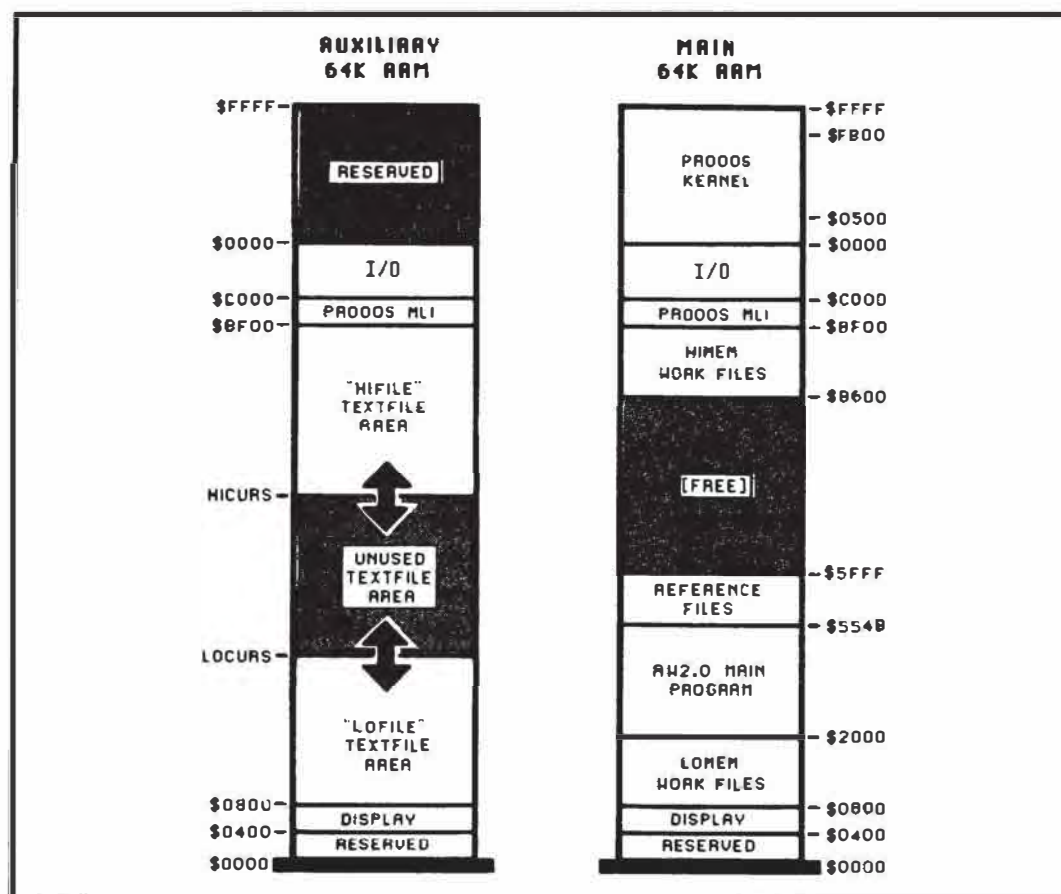 AUXILIARY
64K RAM
$FFFF
RESERVED
$D000
I/O
$C000
PRODOS MLI
$BF00
"HIFILE"
TEXTFILE
AREA
HICURS
UNUSED
TEXTFILE
AREA
LOCURS
"LOFILE"
TEXTFILE
AREA
$0800
DISPLAY
$0400
RESERVED
$0000
MAIN
64K RAM
$FFFF
$FB00
PRODOS
KERNEL
$D500
$D000
I/O
$C000
PRODOS MLI
$BF00
HIMEM
WORK FILES
$B600
[FREE]
$5FFF
REFERENCE
FILES
$554B
AW2.0 MAIN
PROGRAM
$2000
LOMEM
WORK FILES
$0800
DISPLAY
$0400
RESERVED
$0000